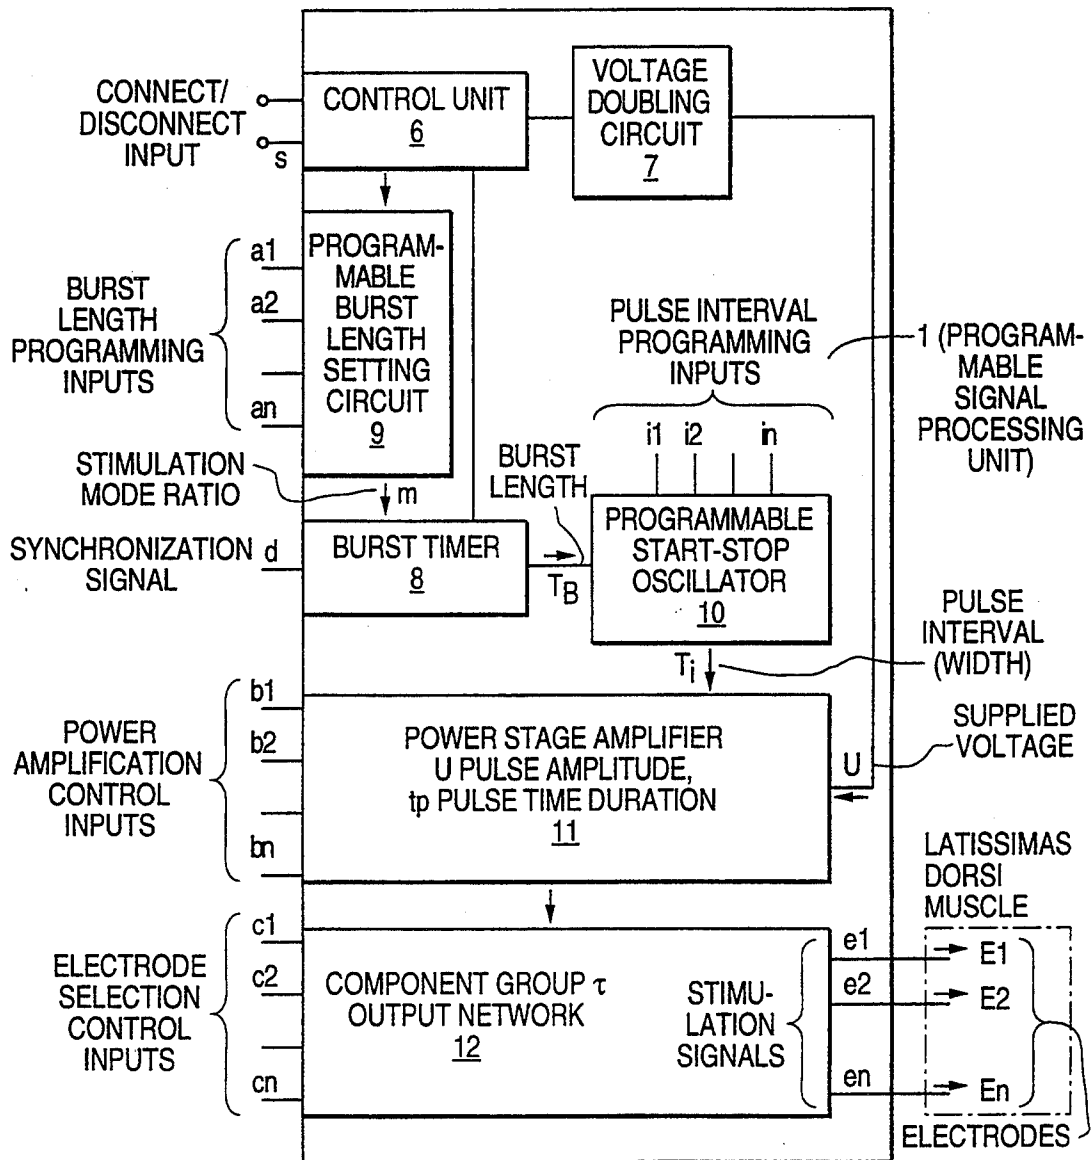 CONNECT/
DISCONNECT
INPUT
s
CONTROL UNIT
6
VOLTAGE
DOUBLING
CIRCUIT
7
BURST
LENGTH
PROGRAMMING
INPUTS
a1
a2
an
PROGRAM-
MABLE
BURST
LENGTH
SETTING
CIRCUIT
9
PULSE INTERVAL
PROGRAMMING
INPUTS
i1 i2 in
1 (PROGRAM-
MABLE
SIGNAL
PROCESSING
UNIT)
STIMULATION
MODE RATIO
m
BURST
LENGTH
SYNCHRONIZATION
SIGNAL
d
BURST TIMER
8
TB
PROGRAMMABLE
START-STOP
OSCILLATOR
10
Ti
PULSE
INTERVAL
(WIDTH)
POWER
AMPLIFICATION
CONTROL
INPUTS
b1
b2
bn
POWER STAGE AMPLIFIER
U PULSE AMPLITUDE,
tp PULSE TIME DURATION
11
U
SUPPLIED
VOLTAGE
ELECTRODE
SELECTION
CONTROL
INPUTS
c1
c2
cn
COMPONENT GROUP τ
OUTPUT NETWORK
12
STIMU-
LATION
SIGNALS
e1
e2
en
LATISSIMAS
DORSI
MUSCLE
E1
E2
En
ELECTRODES